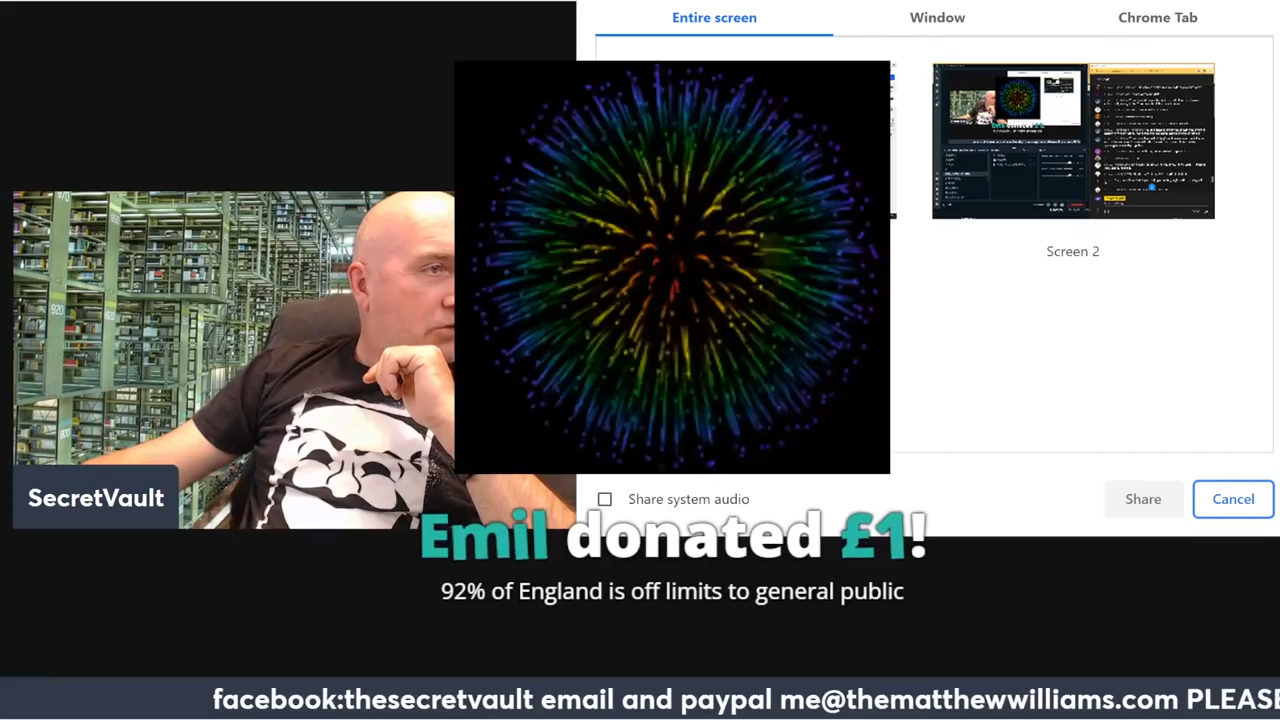 Entire screen
Window
Chrome Tab
Screen 2
920
SecretVault
Share system audio
Share
Cancel
Emil donated £1!
92% of England is off limits to general public
facebook:thesecretvault email and paypal me@thematthewwilliams.com PLEASE